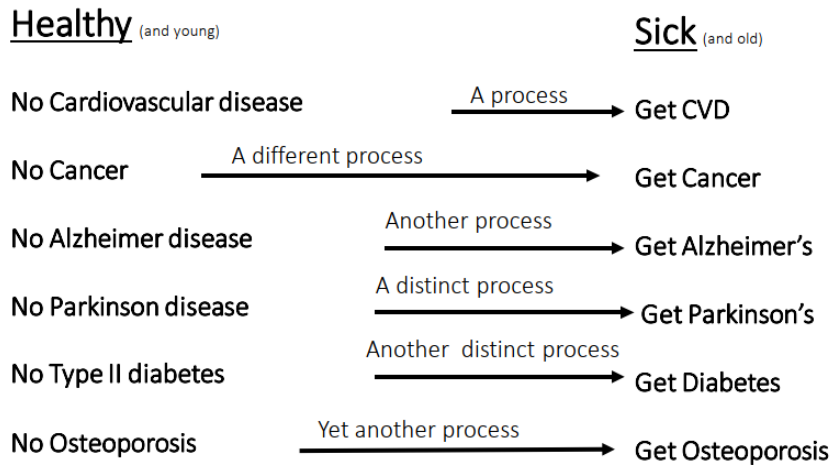 Healthy (and young) Sick (and old)
No Cardiovascular disease A process Get CVD
No Cancer A different process Get Cancer
No Alzheimer disease Another process Get Alzheimer's
No Parkinson disease A distinct process Get Parkinson's
No Type II diabetes Another distinct process Get Diabetes
No Osteoporosis Yet another process Get Osteoporosis